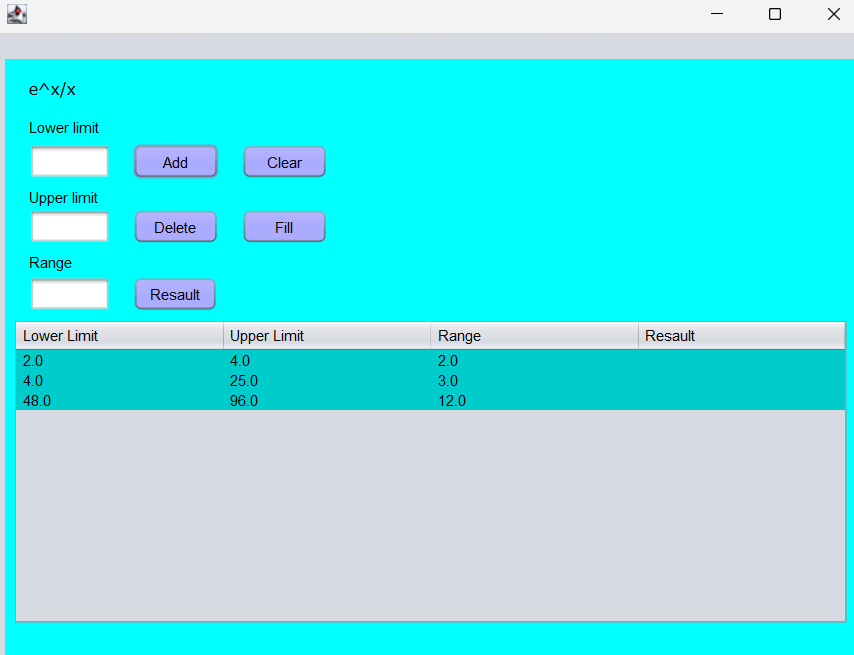 e^x/x
Lower limit
Add Clear
Upper limit
Delete Fill
Range
Resault
Lower Limit Upper Limit Range Resault
2.0 4.0 2.0
4.0 25.0 3.0
48.0 96.0 12.0